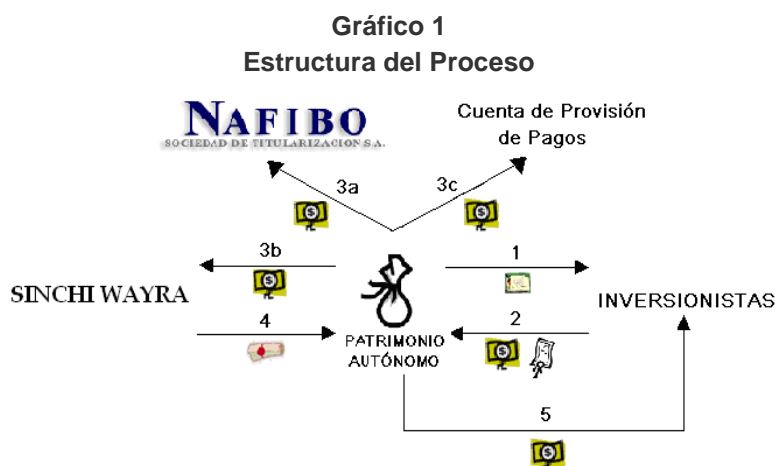 Gráfico 1
Estructura del Proceso
NAFIBO
SOCIEDAD DE TITULARIZACION S.A.
Cuenta de Provisión
de Pagos
3a
3c
3b
1
SINCHI WAYRA
INVERSIONISTAS
4
2
PATRIMONIO
AUTÓNOMO
5